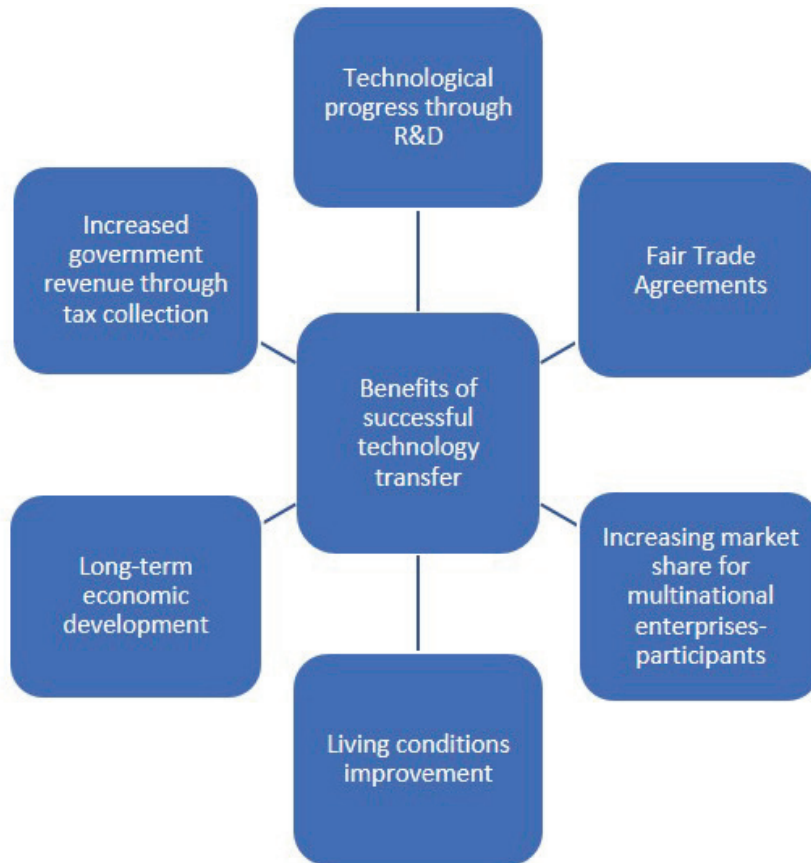 Technological
progress through
R&D
Increased
government
revenue through
tax collection
Fair Trade
Agreements
Benefits of
successful
technology
transfer
Long-term
economic
development
Increasing market
share for
multinational
enterprises-
participants
Living conditions
improvement